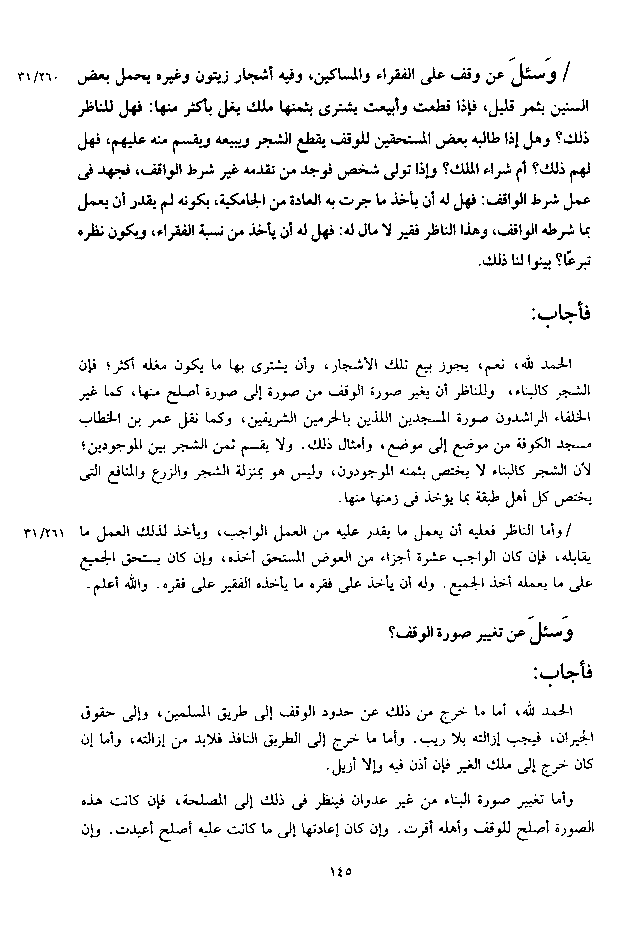 / وَسئلَ عن وقف على الفقراء والمساكين، وفيه أشجار زيتون وغيره يحمل بعض ٣١/٢٦٠
السنين بثمر قليل، فإذا قطعت وأبيعت يشترى بثمنها ملك يغل بأكثر منها: فهل للناظر
ذلك؟ وهل إذا طالبه بعض المستحقين للوقف بقطع الشجر وبيعه ويقسم منه عليهم، فهل
لهم ذلك؟ أم شراء الملك؟ وإذا تولى شخص فوجد من تقدمه غير شرط الواقف، فجهد فى
عمل شرط الواقف: فهل له أن يأخذ ما جرت به العادة من الجامكية، بكونه لم يقدر أن يعمل
بما شرطه الواقف، وهذا الناظر فقير لا مال له: فهل له أن يأخذ من نسبة الفقراء، ويكون نظره
تبرعًا؟ بينوا لنا ذلك.
فأجاب:
الحمد لله، نعم، يجوز بيع تلك الأشجار، وأن يشترى بها ما يكون مغله أكثر؛ فإن
الشجر كالبناء، وللناظر أن يغير صورة الوقف من صورة إلى صورة أصلح منها، كما غير
الخلفاء الراشدون صورة المسجدين اللذين بالحرمين الشريفين، وكما نقل عمر بن الخطاب
مسجد الكوفة من موضع إلى موضع، وأمثال ذلك. ولا يقسم ثمن الشجر بين الموجودين؛
لأن الشجر كالبناء لا يختص بثمنه الموجودون، وليس هو بمنزلة الشجر والزرع والمنافع التى
يختص كل أهل طبقة بما يؤخذ فى زمنها منها.
/ وأما الناظر فعليه أن يعمل ما يقدر عليه من العمل الواجب، ويأخذ لذلك العمل ما ٣١/٢٦١
يقابله، فإن كان الواجب عشرة أجزاء من العوض المستحق أخذه، وإن كان يستحق الجميع
على ما يعمله أخذ الجميع. وله أن يأخذ على فقره ما يأخذه الفقير على فقره. والله أعلم.
وَسئلَ عن تغيير صورة الوقف؟
فأجاب:
الحمد لله، أما ما خرج من ذلك عن حدود الوقف إلى طريق المسلمين، وإلى حقوق
الجيران، فيجب إزالته بلا ريب. وأما ما خرج إلى الطريق النافذ فلابد من إزالته، وأما إن
كان خرج إلى ملك الغير فإن أذن فيه وإلا أزيل.
وأما تغيير صورة البناء من غير عدوان فينظر فى ذلك إلى المصلحة، فإن كانت هذه
الصورة أصلح للوقف وأهله أقرت. وإن كان إعادتها إلى ما كانت عليه أصلح أعيدت. وإن
١٤٥